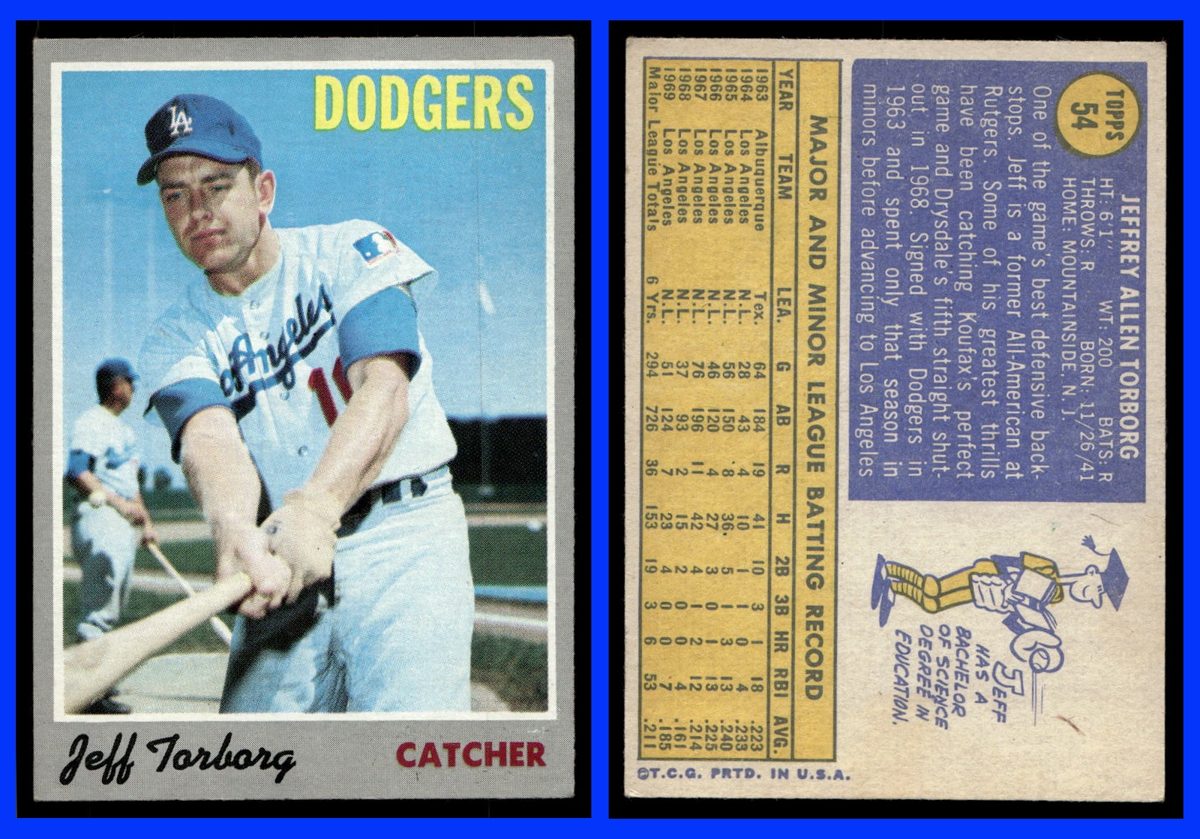 LA
DODGERS
Los Angeles
10
Jeff Torborg
CATCHER
TOPPS
54
JEFFREY ALLEN TORBORG
HT: 6'1" WT: 200 BATS: R
THROWS: R BORN: 11/26/41
HOME: MOUNTAINSIDE, N. J.
One of the game's best defensive back-
stops, Jeff is a former All-American at
Rutgers. Some of his greatest thrills
have been catching Koufax's perfect
game and Drysdale's fifth straight shut-
out in 1968. Signed with Dodgers in
1963 and spent only that season in
minors before advancing to Los Angeles
JEFF
HAS A
BACHELOR
OF SCIENCE
DEGREE IN
EDUCATION.
MAJOR AND MINOR LEAGUE BATTING RECORD
YEAR TEAM LEA. G AB R H 2B 3B HR RBI AVG.
1963 Albuquerque Tex. 64 184 19 41 10 3 1 18 .223
1964 Los Angeles N.L. 28 43 4 10 1 1 0 4 .233
1965 Los Angeles N.L. 56 150 8 36 5 1 3 13 .240
1966 Los Angeles N.L. 46 120 4 27 3 0 1 13 .225
1967 Los Angeles N.L. 76 196 11 42 4 1 2 12 .214
1968 Los Angeles N.L. 37 93 2 15 2 0 0 4 .161
1969 Los Angeles N.L. 51 124 7 23 4 0 0 7 .185
Major League Totals 6 Yrs. 294 726 36 153 19 3 6 53 .211
©T.C.G. PRTD. IN U.S.A.